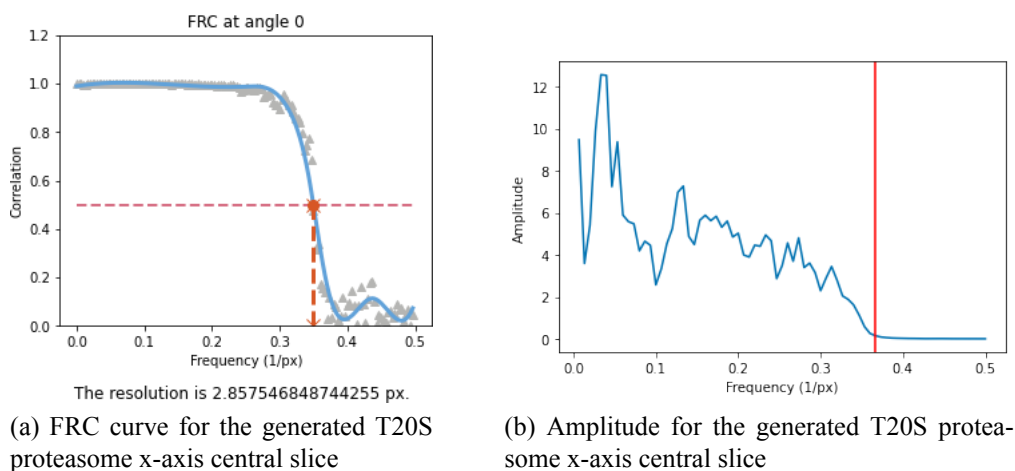 FRC at angle 0
1.2
1.0
0.8
0.6
0.4
0.2
0.0
Correlation
0.0 0.1 0.2 0.3 0.4 0.5
Frequency (1/px)
The resolution is 2.857546848744255 px.
(a) FRC curve for the generated T20S
proteasome x-axis central slice
12
10
8
6
4
2
0
Amplitude
0.0 0.1 0.2 0.3 0.4 0.5
Frequency (1/px)
(b) Amplitude for the generated T20S protea-
some x-axis central slice